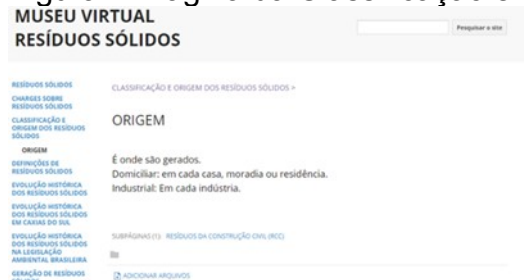 MUSEU VIRTUAL
RESÍDUOS SÓLIDOS
Pesquisar o site
RESÍDUOS SÓLIDOS
CHARGES SOBRE
RESÍDUOS SÓLIDOS
CLASSIFICAÇÃO E
ORIGEM DOS RESÍDUOS
SÓLIDOS
ORIGEM
DEFINIÇÕES DE
RESÍDUOS SÓLIDOS
EVOLUÇÃO HISTÓRICA
DOS RESÍDUOS SÓLIDOS
EVOLUÇÃO HISTÓRICA
DOS RESÍDUOS SÓLIDOS
EM CAXIAS DO SUL
EVOLUÇÃO HISTÓRICA
DOS RESÍDUOS SÓLIDOS
NA LEGISLAÇÃO
AMBIENTAL BRASILEIRA
GERAÇÃO DE RESÍDUOS
CLASSIFICAÇÃO E ORIGEM DOS RESÍDUOS SÓLIDOS >
ORIGEM
É onde são gerados.
Domiciliar: em cada casa, moradia ou residência.
Industrial: Em cada indústria.
SUBPÁGINAS (1): RESÍDUOS DA CONSTRUÇÃO CIVIL (RCC)
ADICIONAR ARQUIVOS